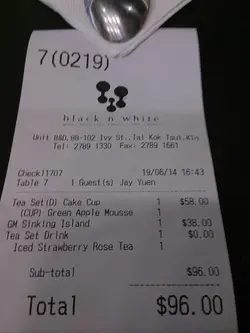 7(0219)
black n white
Unit B&D,88-102 Ivy St.,Tai Kok Tsui,Kln
Tel: 2789 1330 Fax: 2789 1661
Check11707 19/06/14 16:43
Table 7 1 Guest(s) Jay Yuen
Tea Set(D) Cake Cup 1 $58.00
(CUP) Green Apple Mousse 1
GM Sinking Island 1 $38.00
Tea Set Drink 1 $0.00
Iced Strawberry Rose Tea 1
Sub-total $96.00
Total $96.00